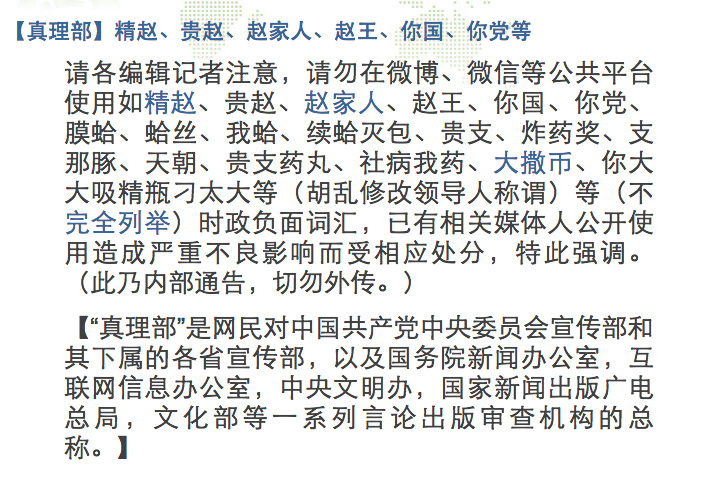 【真理部】精赵、贵赵、赵家人、赵王、你国、你党等
请各编辑记者注意，请勿在微博、微信等公共平台
使用如精赵、贵赵、赵家人、赵王、你国、你党、
膜蛤、蛤丝、我蛤、续蛤灭包、贵支、炸药奖、支
那豚、天朝、贵支药丸、社病我药、大撒币、你大
大吸精瓶刁太大等（胡乱修改领导人称谓）等（不
完全列举）时政负面词汇，已有相关媒体人公开使
用造成严重不良影响而受相应处分，特此强调。
（此乃内部通告，切勿外传。）
【“真理部”是网民对中国共产党中央委员会宣传部和
其下属的各省宣传部，以及国务院新闻办公室，互
联网信息办公室，中央文明办，国家新闻出版广电
总局，文化部等一系列言论出版审查机构的总
称。】